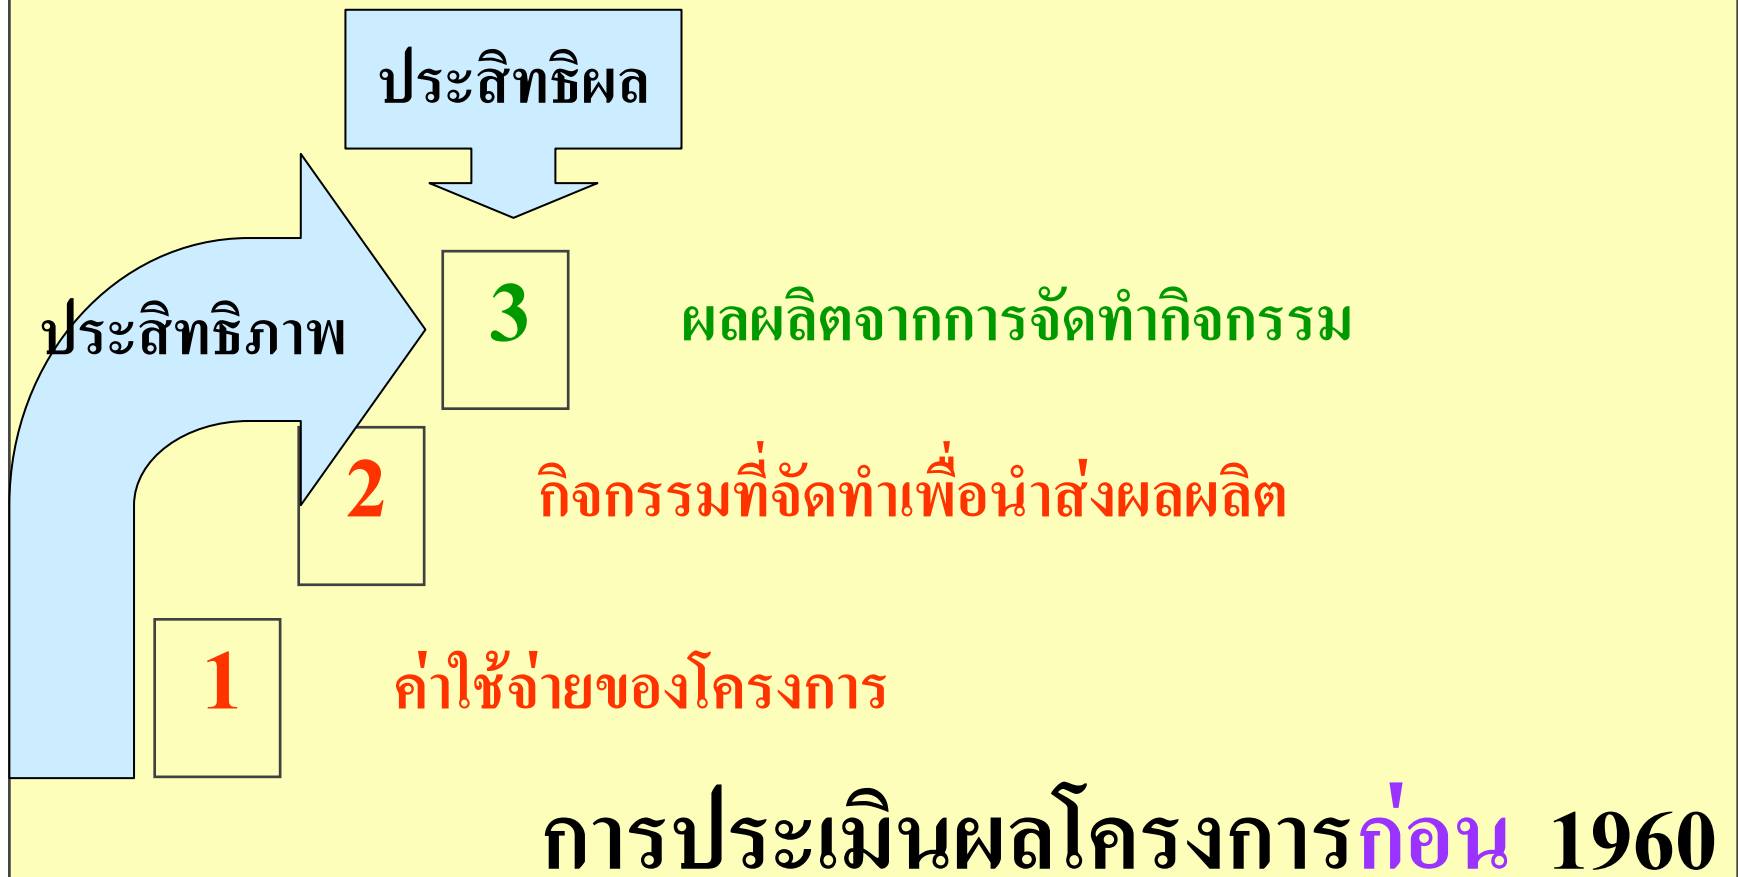 ประสิทธิผล
ประสิทธิภาพ
3 ผลผลิตจากการจัดทำกิจกรรม
2 กิจกรรมที่จัดทำเพื่อนำส่งผลผลิต
1 ค่าใช้จ่ายของโครงการ
การประเมินผลโครงการก่อน 1960